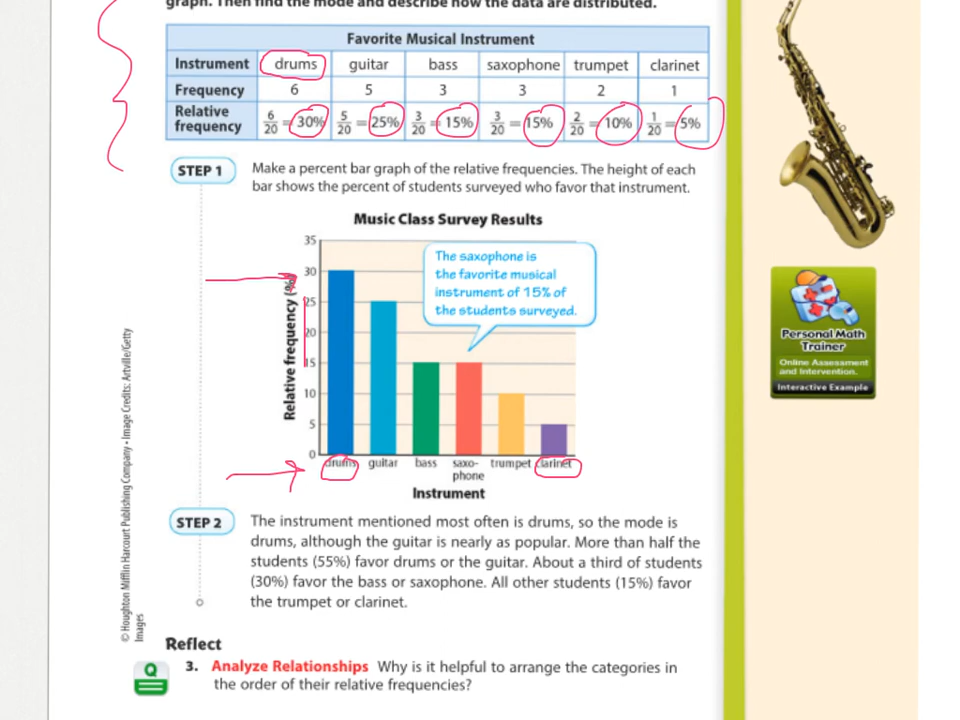 graph. Then find the mode and describe how the data are distributed.
Favorite Musical Instrument
Instrument drums guitar bass saxophone trumpet clarinet
Frequency 6 5 3 3 2 1
Relative frequency 6/20 = 30% 5/20 = 25% 3/20 = 15% 3/20 = 15% 2/20 = 10% 1/20 = 5%
STEP 1 Make a percent bar graph of the relative frequencies. The height of each
bar shows the percent of students surveyed who favor that instrument.
Music Class Survey Results
Relative frequency (%)
35
30
25
20
15
10
5
0
The saxophone is
the favorite musical
instrument of 15% of
the students surveyed.
drums guitar bass saxo-phone trumpet clarinet
Instrument
Personal Math
Trainer
Online Assessment
and Intervention.
Interactive Example
© Houghton Mifflin Harcourt Publishing Company • Image Credits: Artville/Getty
Images
STEP 2 The instrument mentioned most often is drums, so the mode is
drums, although the guitar is nearly as popular. More than half the
students (55%) favor drums or the guitar. About a third of students
(30%) favor the bass or saxophone. All other students (15%) favor
the trumpet or clarinet.
Reflect
Q
3. Analyze Relationships Why is it helpful to arrange the categories in
the order of their relative frequencies?